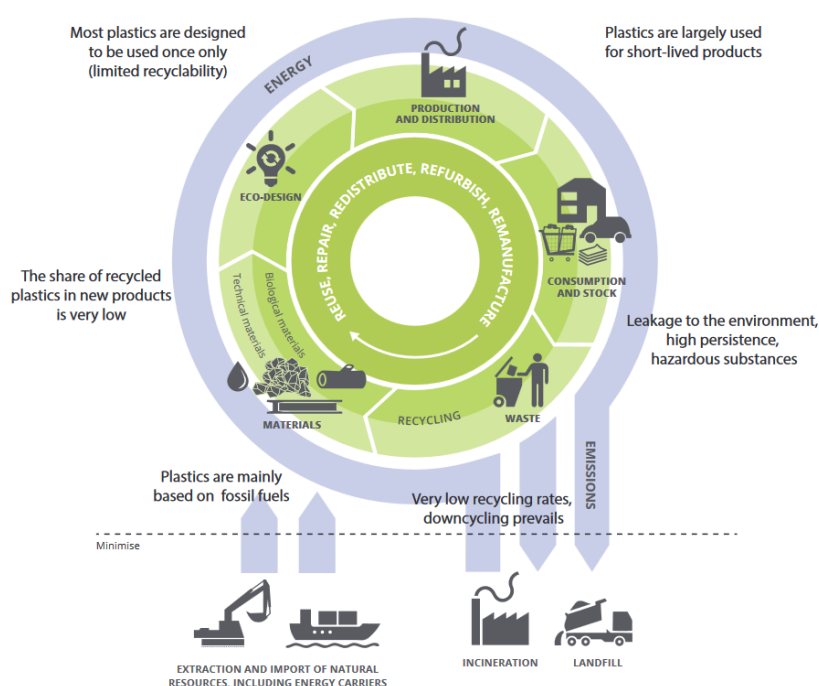 Most plastics are designed
to be used once only
(limited recyclability)
Plastics are largely used
for short-lived products
ENERGY
PRODUCTION
AND DISTRIBUTION
ECO-DESIGN
REUSE, REPAIR, REDISTRIBUTE, REFURBISH, REMANUFACTURE
CONSUMPTION
AND STOCK
The share of recycled
plastics in new products
is very low
Technical materials
Biological materials
Leakage to the environment,
high persistence,
hazardous substances
MATERIALS
RECYCLING
WASTE
EMISSIONS
Plastics are mainly
based on fossil fuels
Very low recycling rates,
downcycling prevails
Minimise
EXTRACTION AND IMPORT OF NATURAL
RESOURCES, INCLUDING ENERGY CARRIERS
INCINERATION
LANDFILL